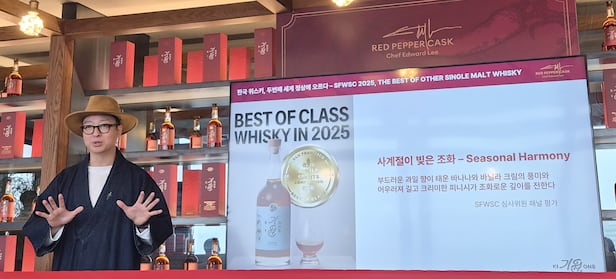 RED PEPPER CASK
Chef Edward Lee
한국 위스키, 두번째 세계 정상에 오르다 – SFWSC 2025, THE BEST OF OTHER SINGLE MALT WHISKY
RED PEPPER CASK
BEST OF CLASS
WHISKY IN 2025
사계절이 빚은 조화 – Seasonal Harmony
부드러운 과일 향이 태운 바나나와 바닐라 크림의 풍미와
어우러져 길고 크리미한 피니시가 조화로운 깊이를 전한다
SFWSC 심사위원 패널 평가
KI
ONE